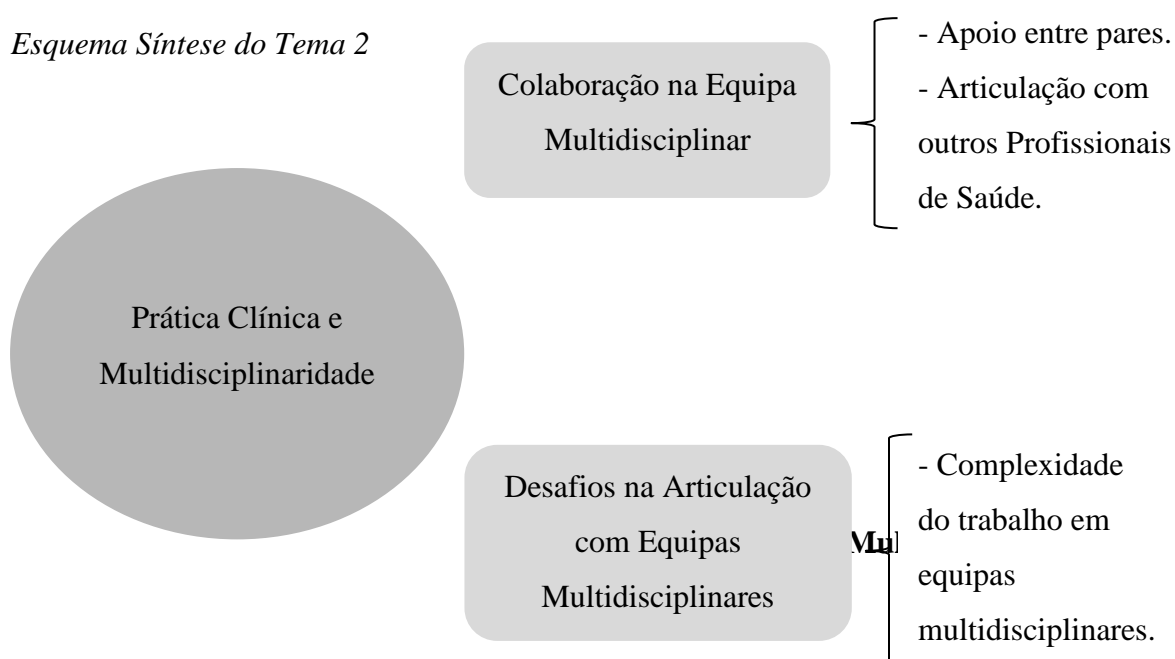 Esquema Síntese do Tema 2
Colaboração na Equipa
Multidisciplinar
- Apoio entre pares.
- Articulação com
outros Profissionais
de Saúde.
Prática Clínica e
Multidisciplinaridade
Desafios na Articulação
com Equipas
Multidisciplinares
- Complexidade
do trabalho em
equipas
multidisciplinares.